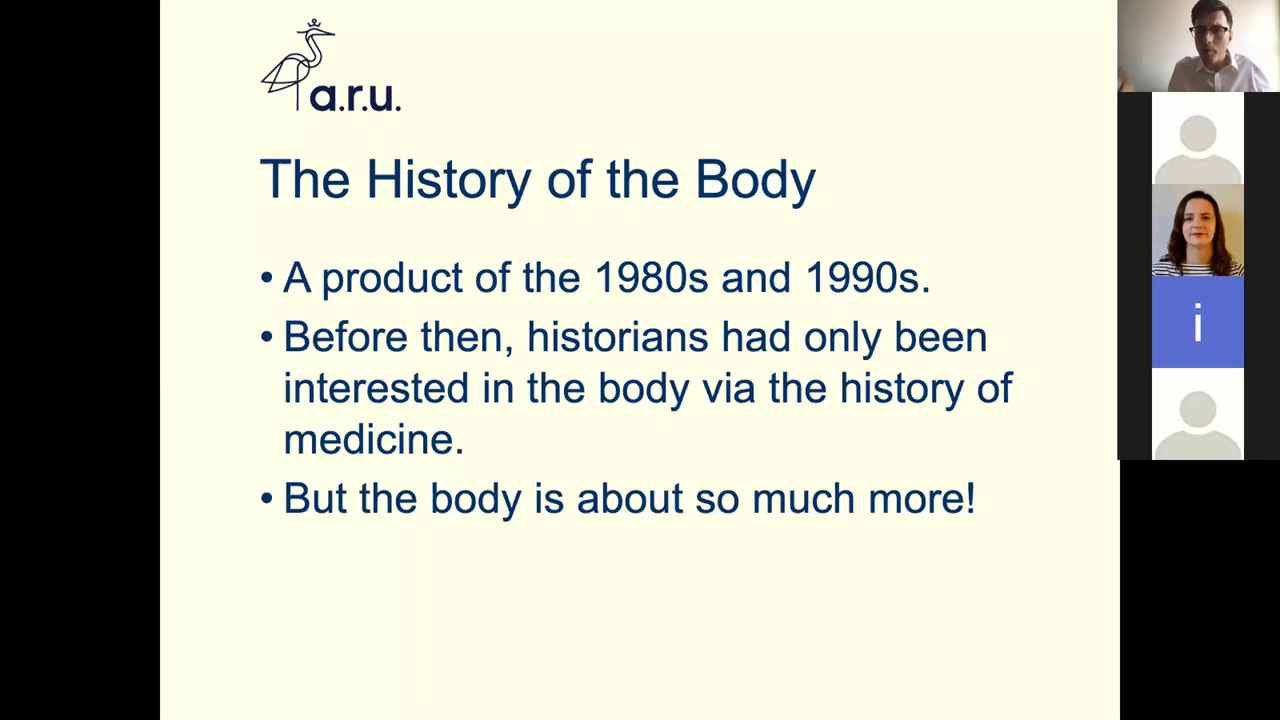 a.r.u.
The History of the Body
• A product of the 1980s and 1990s.
• Before then, historians had only been
interested in the body via the history of
medicine.
• But the body is about so much more!
i